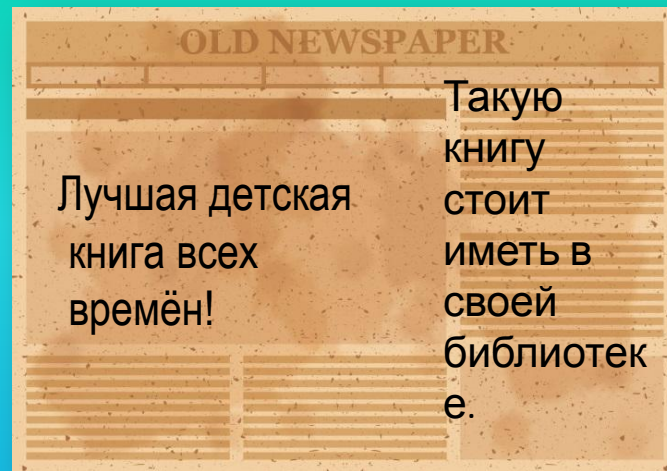 OLD NEWSPAPER
Лучшая детская
книга всех
времён!
Такую
книгу
стоит
иметь в
своей
библиотек
е.